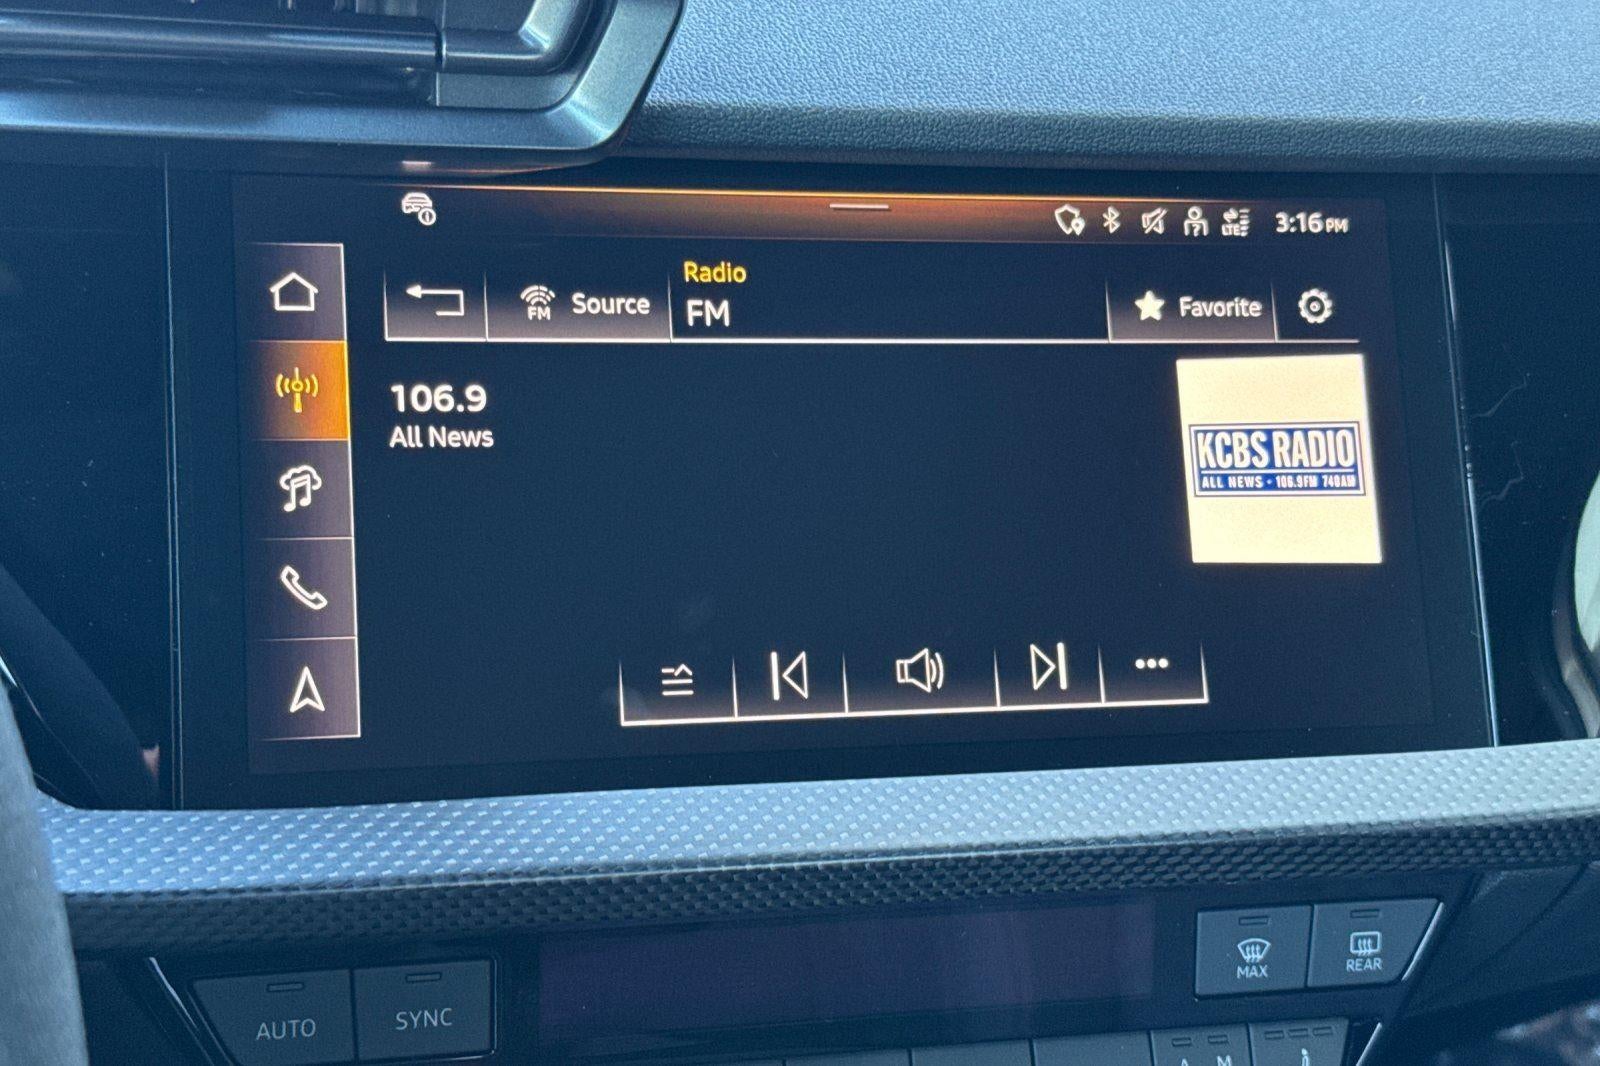 LTE
3:16 PM
Radio
FM
Source
FM
Favorite
106.9
All News
KCBS RADIO
ALL NEWS • 106.9FM 740AM
MAX
REAR
AUTO
SYNC
A M